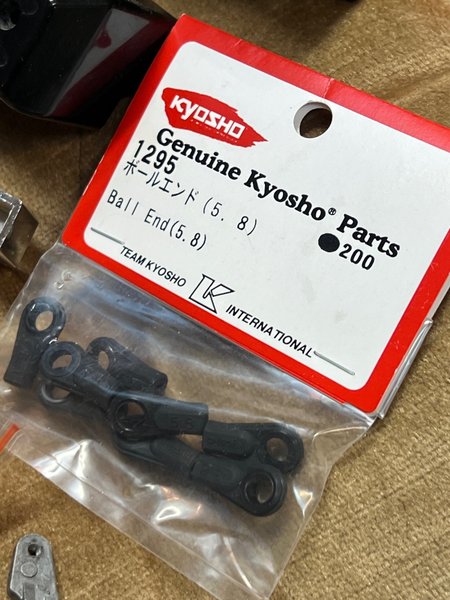 KYOSHO
Genuine Kyosho® Parts
1295
ボールエンド(5.8)
Ball End(5.8)
●200
TEAM KYOSHO K INTERNATIONAL